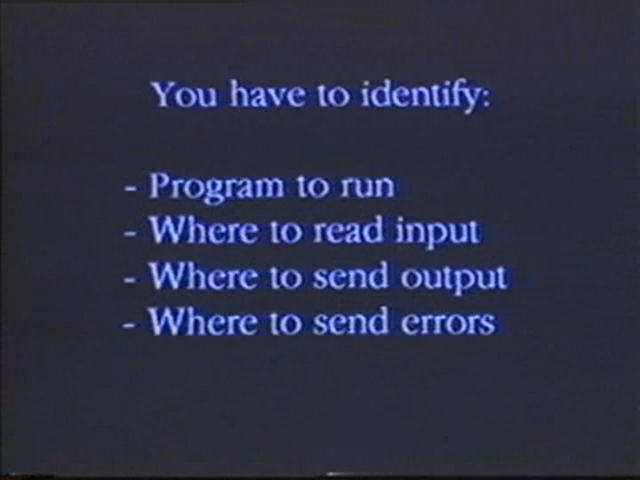 You have to identify:
- Program to run
- Where to read input
- Where to send output
- Where to send errors